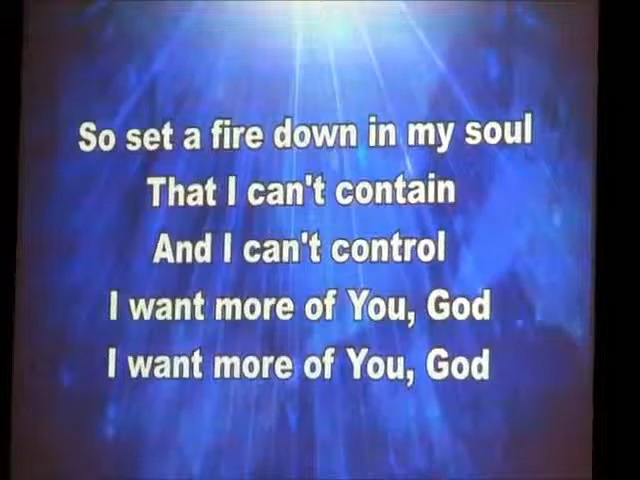 So set a fire down in my soul
That I can't contain
And I can't control
I want more of You, God
I want more of You, God